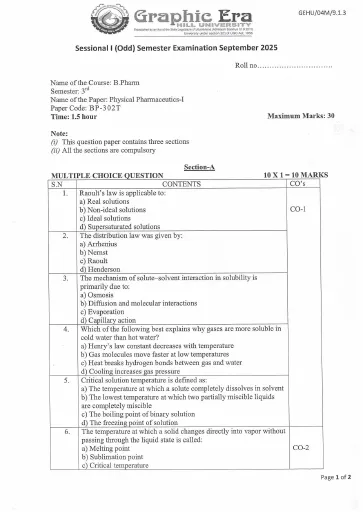 GEHU/04M/9.1.3
Graphic Era
HILL UNIVERSITY
Sessional I (Odd) Semester Examination September 2025
Roll no..............................
Name of the Course: B.Pharm
Semester: 3rd
Name of the Paper: Physical Pharmaceutics-I
Paper Code: BP-302T
Time: 1.5 hour Maximum Marks: 30
Note:
(i) This question paper contains three sections
(ii) All the sections are compulsory
Section-A
MULTIPLE CHOICE QUESTION 10 X 1 = 10 MARKS
S.N CONTENTS CO's
1. Raoult's law is applicable to:
a) Real solutions
b) Non-ideal solutions CO-1
c) Ideal solutions
d) Supersaturated solutions
2. The distribution law was given by:
a) Arrhenius
b) Nernst
c) Raoult
d) Henderson
3. The mechanism of solute–solvent interaction in solubility is
primarily due to:
a) Osmosis
b) Diffusion and molecular interactions
c) Evaporation
d) Capillary action
4. Which of the following best explains why gases are more soluble in
cold water than hot water?
a) Henry's law constant decreases with temperature
b) Gas molecules move faster at low temperatures
c) Heat breaks hydrogen bonds between gas and water
d) Cooling increases gas pressure
5. Critical solution temperature is defined as:
a) The temperature at which a solute completely dissolves in solvent
b) The lowest temperature at which two partially miscible liquids
are completely miscible
c) The boiling point of binary solution
d) The freezing point of solution
6. The temperature at which a solid changes directly into vapor without
passing through the liquid state is called:
a) Melting point CO-2
b) Sublimation point
c) Critical temperature
Page 1 of 2